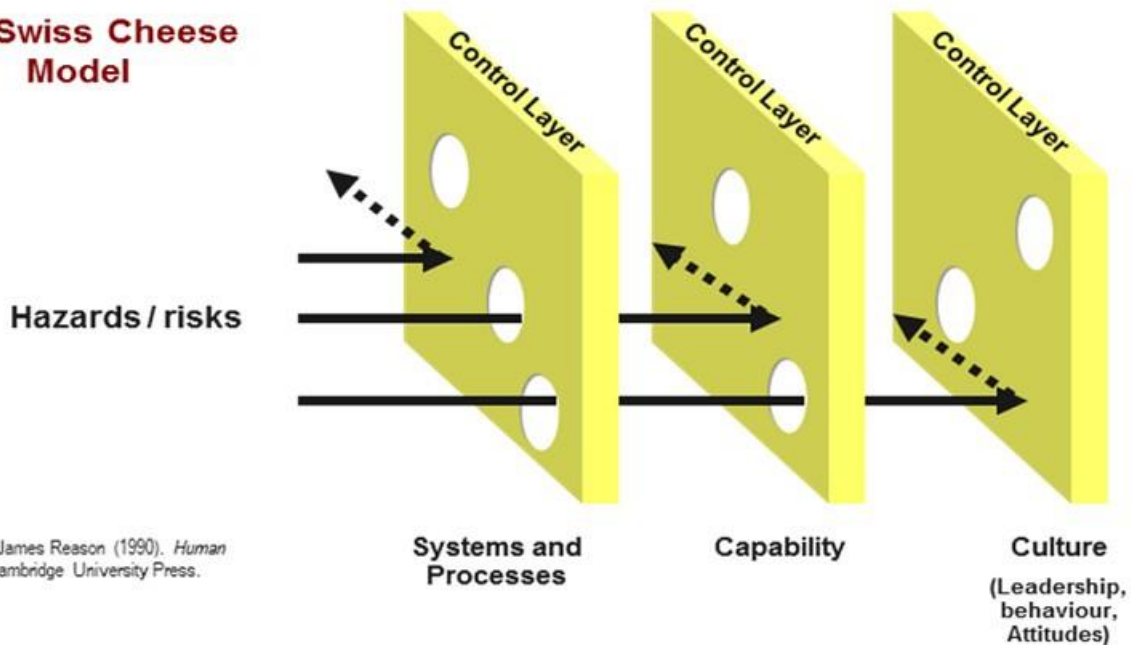 Swiss Cheese
Model
Control Layer
Control Layer
Control Layer
Hazards / risks
Systems and
Processes
Capability
Culture
(Leadership,
behaviour,
Attitudes)
James Reason (1990). Human
ambridge University Press.